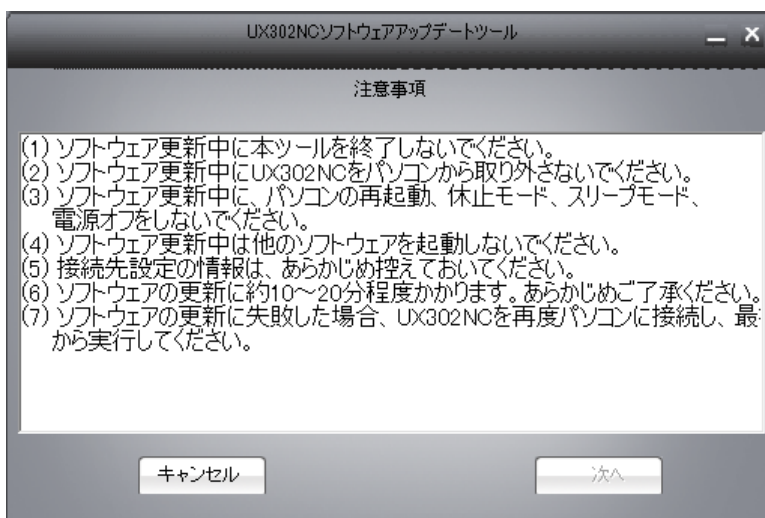 UX302NCソフトウェアアップデートツール
注意事項
(1) ソフトウェア更新中に本ツールを終了しないでください。
(2) ソフトウェア更新中にUX302NCをパソコンから取り外さないでください。
(3) ソフトウェア更新中に、パソコンの再起動、休止モード、スリープモード、
電源オフをしないでください。
(4) ソフトウェア更新中は他のソフトウェアを起動しないでください。
(5) 接続先設定の情報は、あらかじめ控えておいてください。
(6) ソフトウェアの更新に約10～20分程度かかります。あらかじめご了承ください。
(7) ソフトウェアの更新に失敗した場合、UX302NCを再度パソコンに接続し、最
から実行してください。
キャンセル
次へ